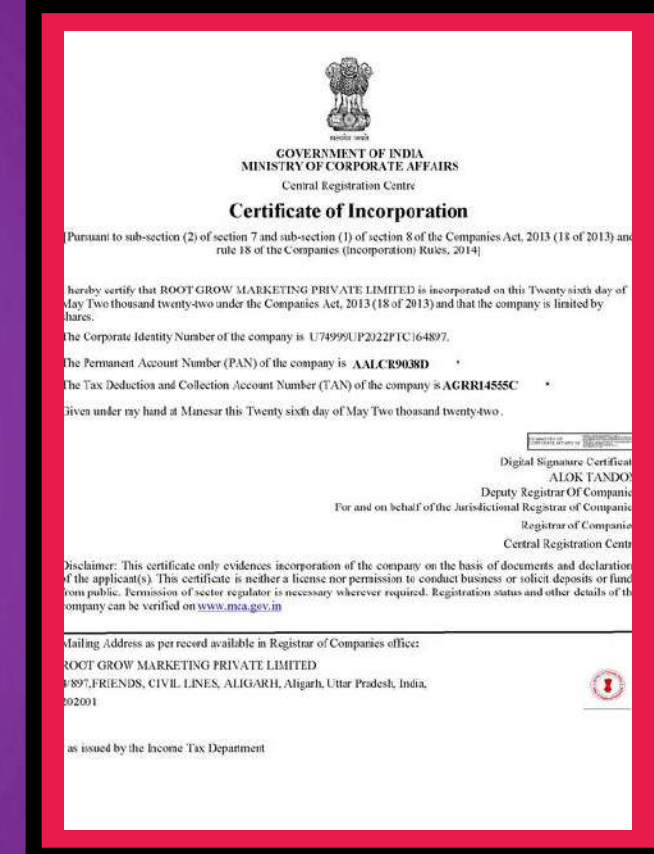 सत्यमेव जयते
GOVERNMENT OF INDIA
MINISTRY OF CORPORATE AFFAIRS
Central Registration Centre
Certificate of Incorporation
[Pursuant to sub-section (2) of section 7 and sub-section (1) of section 8 of the Companies Act, 2013 (18 of 2013) and
rule 18 of the Companies (Incorporation) Rules, 2014]
hereby certify that ROOT GROW MARKETING PRIVATE LIMITED is incorporated on this Twenty sixth day of
May Two thousand twenty-two under the Companies Act, 2013 (18 of 2013) and that the company is limited by
shares.
The Corporate Identity Number of the company is U74999UP2022PTC164897.
The Permanent Account Number (PAN) of the company is AALCR9038D *
The Tax Deduction and Collection Account Number (TAN) of the company is AGRR14555C *
Given under my hand at Manesar this Twenty sixth day of May Two thousand twenty-two .
Digital Signature Certificat
ALOK TANDON
Deputy Registrar Of Companie
For and on behalf of the Jurisdictional Registrar of Companie
Registrar of Companie
Central Registration Centr
Disclaimer: This certificate only evidences incorporation of the company on the basis of documents and declaration
of the applicant(s). This certificate is neither a license nor permission to conduct business or solicit deposits or fund
from public. Permission of sector regulator is necessary wherever required. Registration status and other details of th
company can be verified on www.mca.gov.in
Mailing Address as per record available in Registrar of Companies office:
ROOT GROW MARKETING PRIVATE LIMITED
4/897,FRIENDS, CIVIL LINES, ALIGARH, Aligarh, Uttar Pradesh, India,
202001
as issued by the Income Tax Department